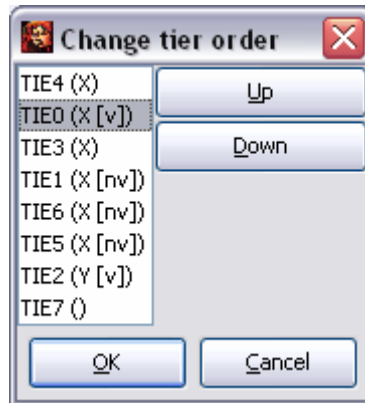 Change tier order
TIE4 (X)
TIE0 (X [v])
TIE3 (X)
TIE1 (X [nv])
TIE6 (X [nv])
TIE5 (X [nv])
TIE2 (Y [v])
TIE7 ()
Up
Down
OK
Cancel